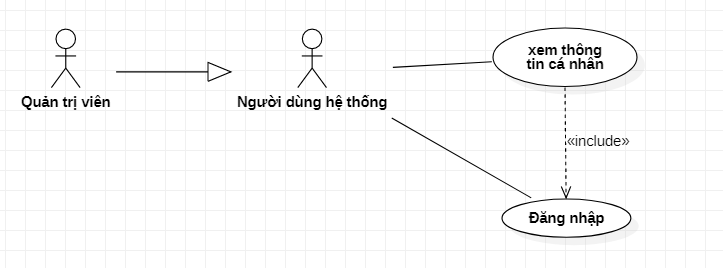 xem thông
tin cá nhân
Quản trị viên
Người dùng hệ thống
«include»
Đăng nhập